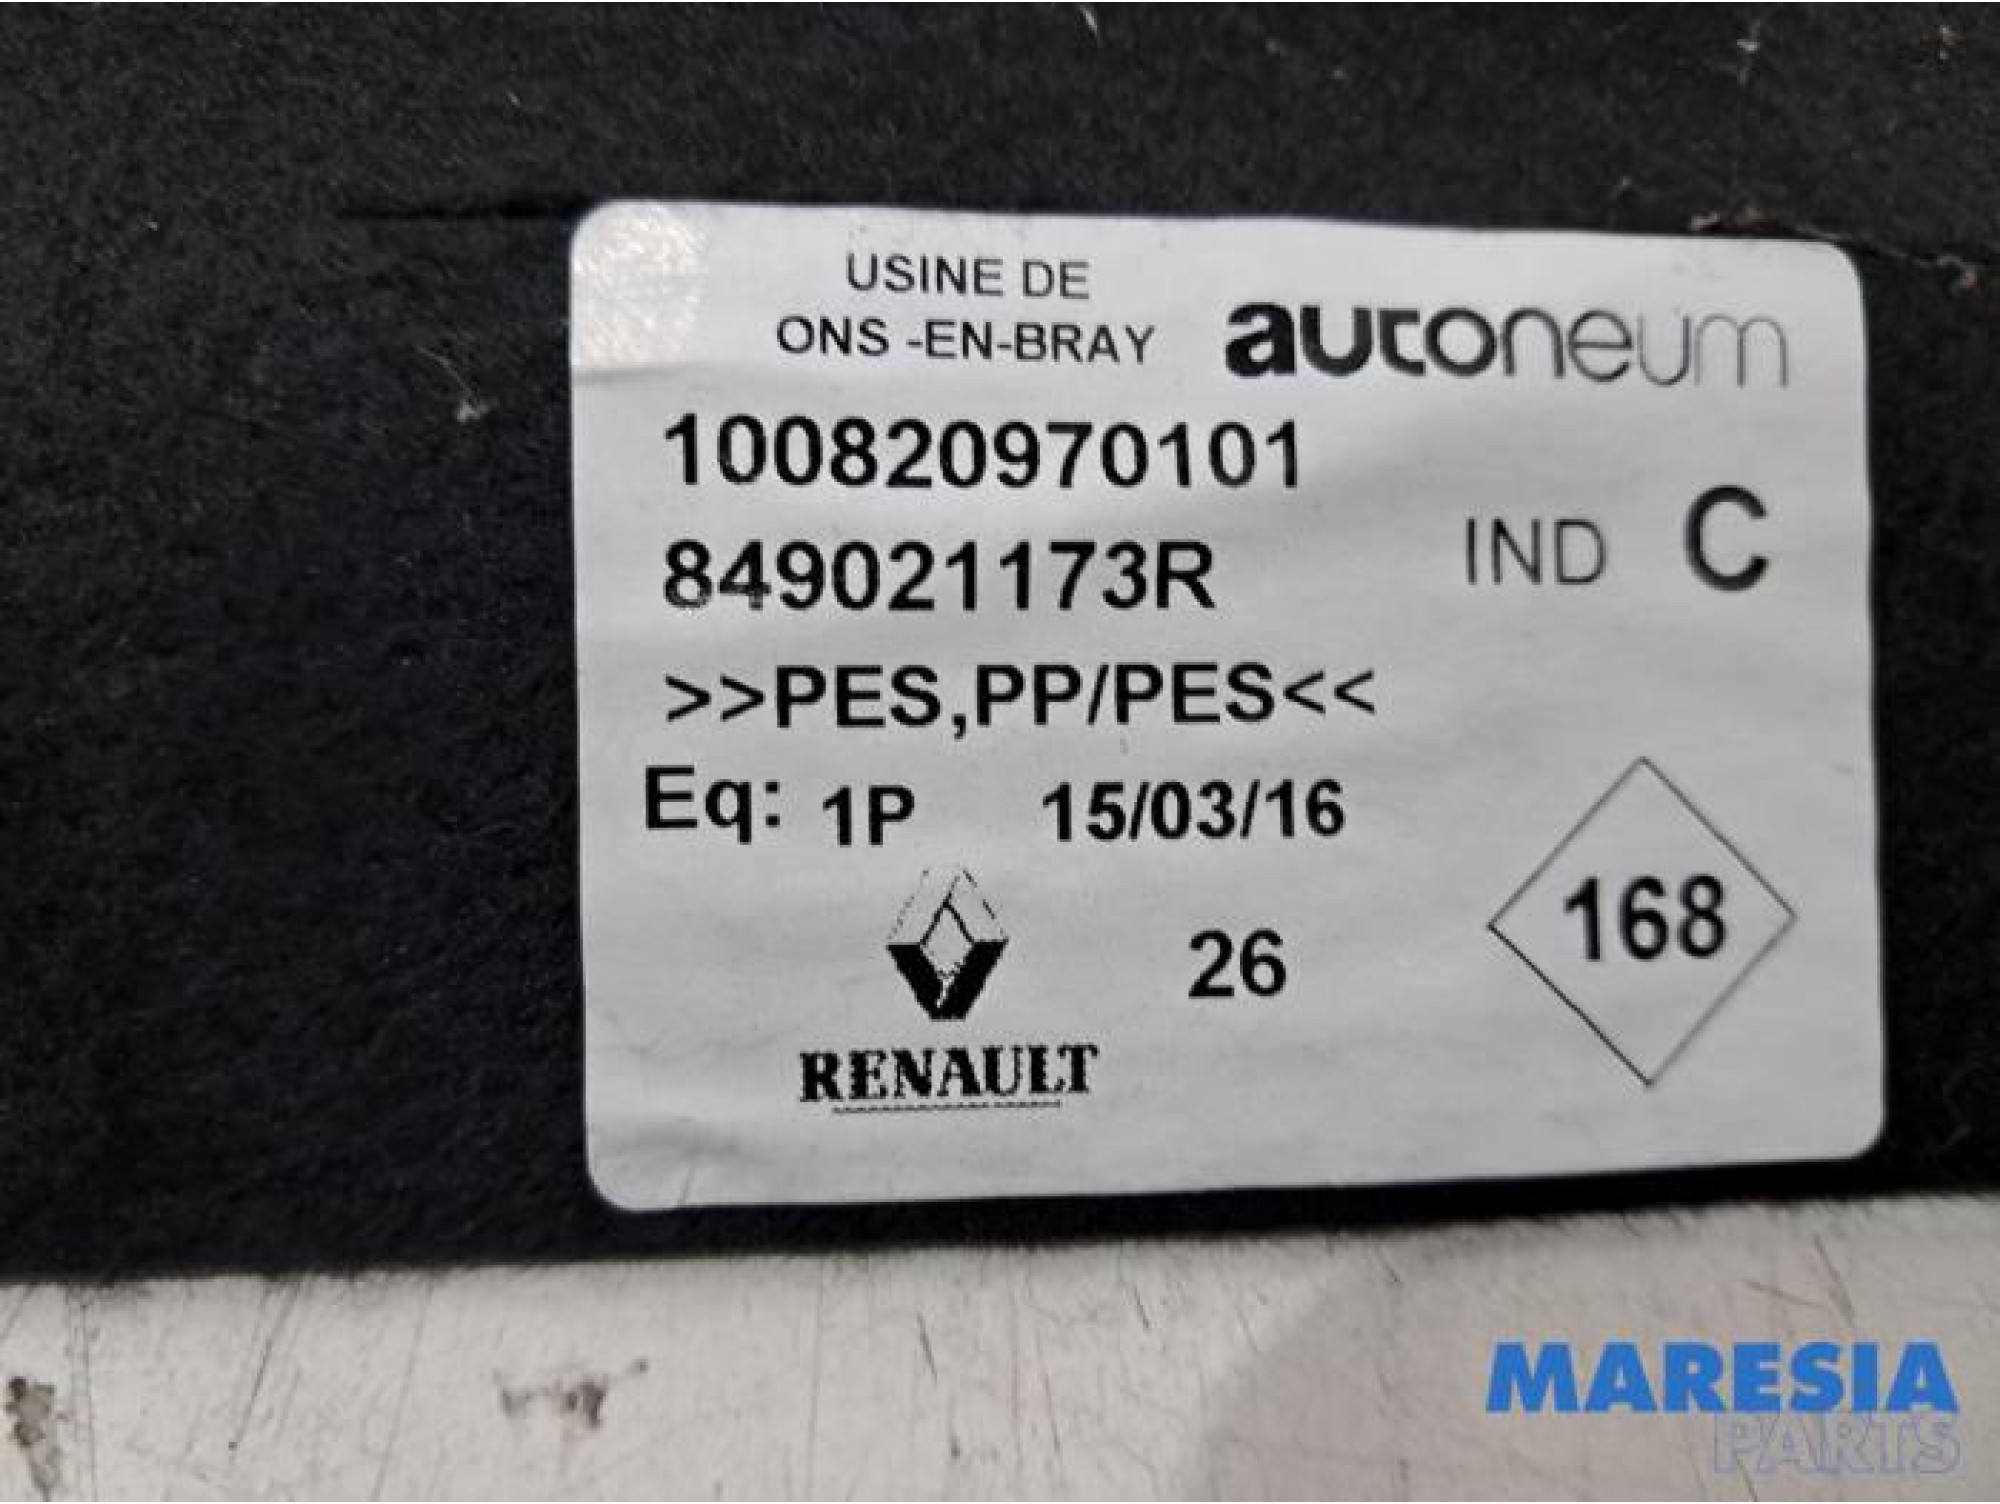 USINE DE
ONS -EN-BRAY
autoneum
100820970101
849021173R
IND C
>>PES,PP/PES<<
Eq: 1P 15/03/16
168
26
RENAULT
MARESIA
PARTS